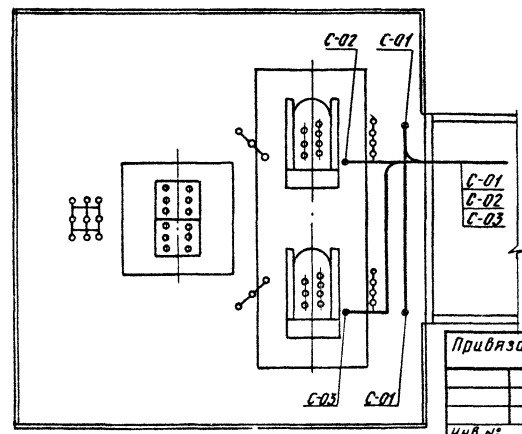 С-02 С-01
С-01
С-02
С-03
С-03 С-01
Привяза
Инв. №